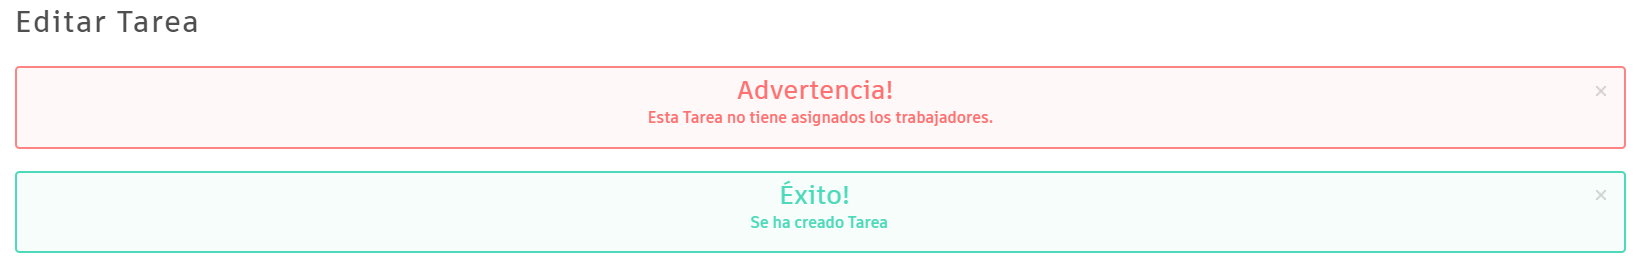 Editar Tarea
Advertencia!
×
Esta Tarea no tiene asignados los trabajadores.
Éxito!
×
Se ha creado Tarea